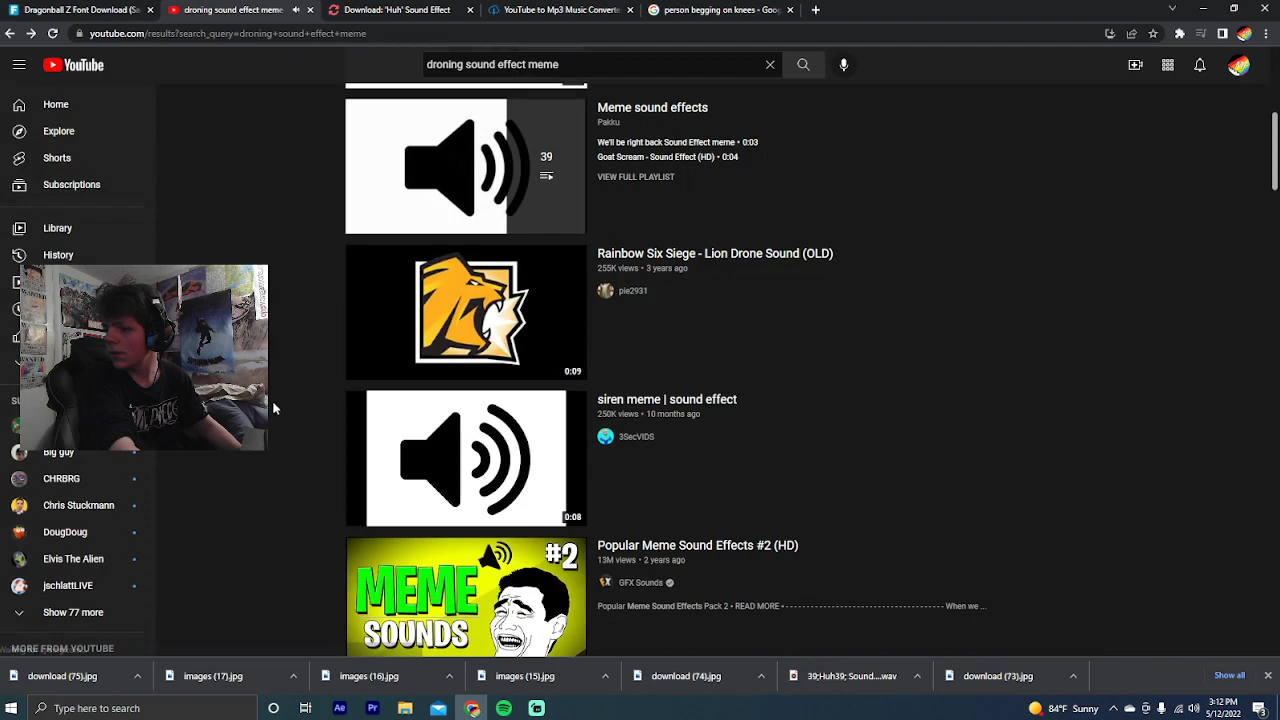 Dragonball Z Font Download (Sa
droning sound effect meme
Download: 'Huh' Sound Effect
YouTube to Mp3 Music Converte
person begging on knees - Goog
youtube.com/results?search_query=droning+sound+effect+meme
YouTube
droning sound effect meme
Home
Explore
Shorts
Subscriptions
Library
History
big guy
CHRBRG
Chris Stuckmann
DougDoug
Elvis The Alien
jschlattLIVE
Show 77 more
MORE FROM YOUTUBE
39
Meme sound effects
Pakku
We'll be right back Sound Effect meme • 0:03
Goat Scream - Sound Effect (HD) • 0:04
VIEW FULL PLAYLIST
0:09
Rainbow Six Siege - Lion Drone Sound (OLD)
255K views • 3 years ago
pie2931
0:08
siren meme | sound effect
250K views • 10 months ago
3SecVIDS
#2
MEME
SOUNDS
Popular Meme Sound Effects #2 (HD)
13M views • 2 years ago
GFX Sounds
Popular Meme Sound Effects Pack 2 • READ MORE • --------------------------------------- When we ...
download (75).jpg
images (17).jpg
images (16).jpg
images (15).jpg
download (74).jpg
39;Huh39; Sound....wav
download (73).jpg
Show all
Type here to search
Ae
Pr
84°F Sunny
3:12 PM
5/12/2022
2